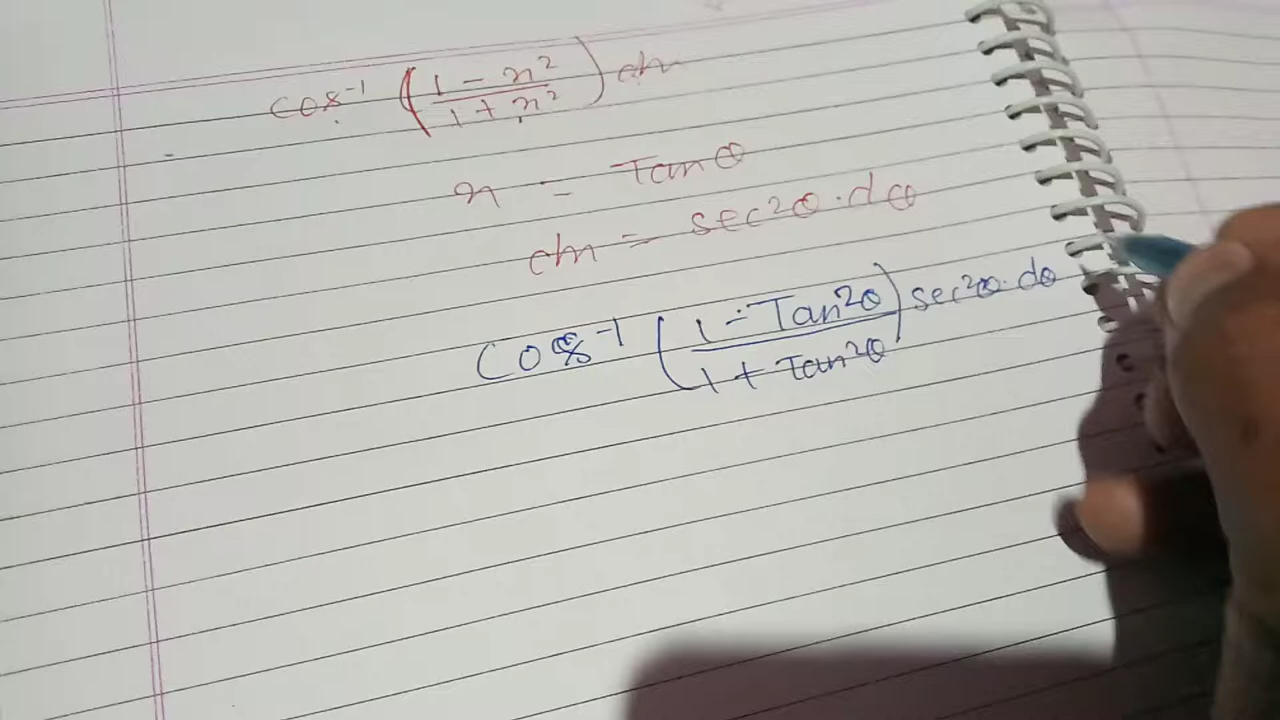 cos⁻¹ (1 - x² / 1 + x²) dx
x = Tanθ
dx = sec²θ·dθ
cos⁻¹ (1 - Tan²θ / 1 + Tan²θ) sec²θ·dθ